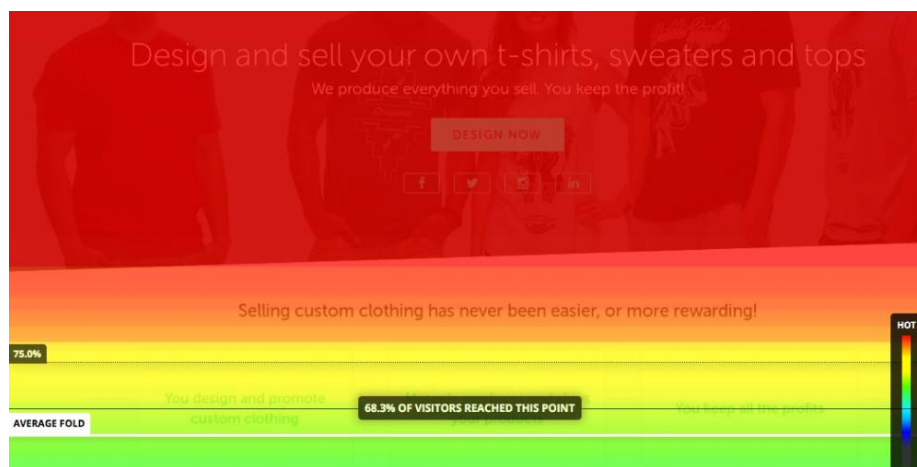 Design and sell your own t-shirts, sweaters and tops
We produce everything you sell. You keep the profit!
DESIGN NOW
Selling custom clothing has never been easier, or more rewarding!
HOT
75.0%
You design and promote
custom clothing
68.3% OF VISITORS REACHED THIS POINT
your products
You keep all the profits
AVERAGE FOLD